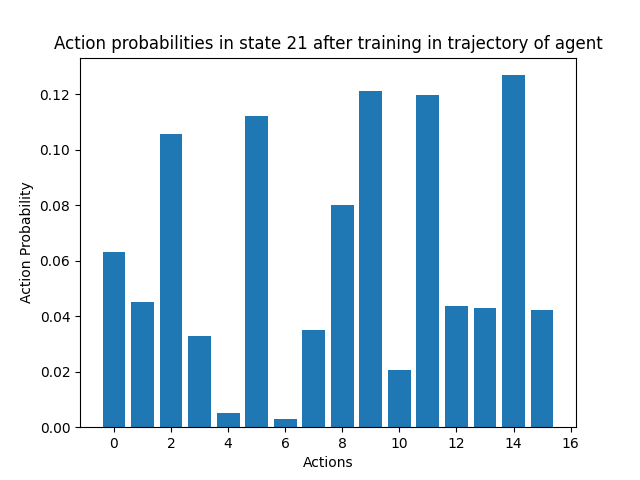 Action probabilities in state 21 after training in trajectory of agent
0.12
0.10
0.08
0.06
0.04
0.02
0.00
Action Probability
0 2 4 6 8 10 12 14 16
Actions